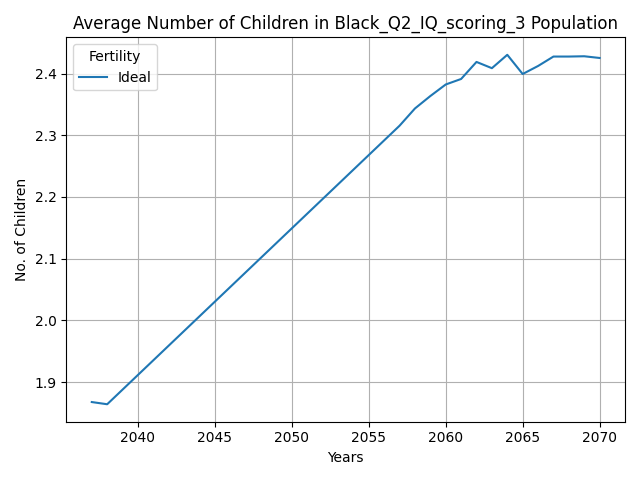 Average Number of Children in Black_Q2_IQ_scoring_3 Population
Fertility
Ideal
No. of Children
2.4
2.3
2.2
2.1
2.0
1.9
2040 2045 2050 2055 2060 2065 2070
Years